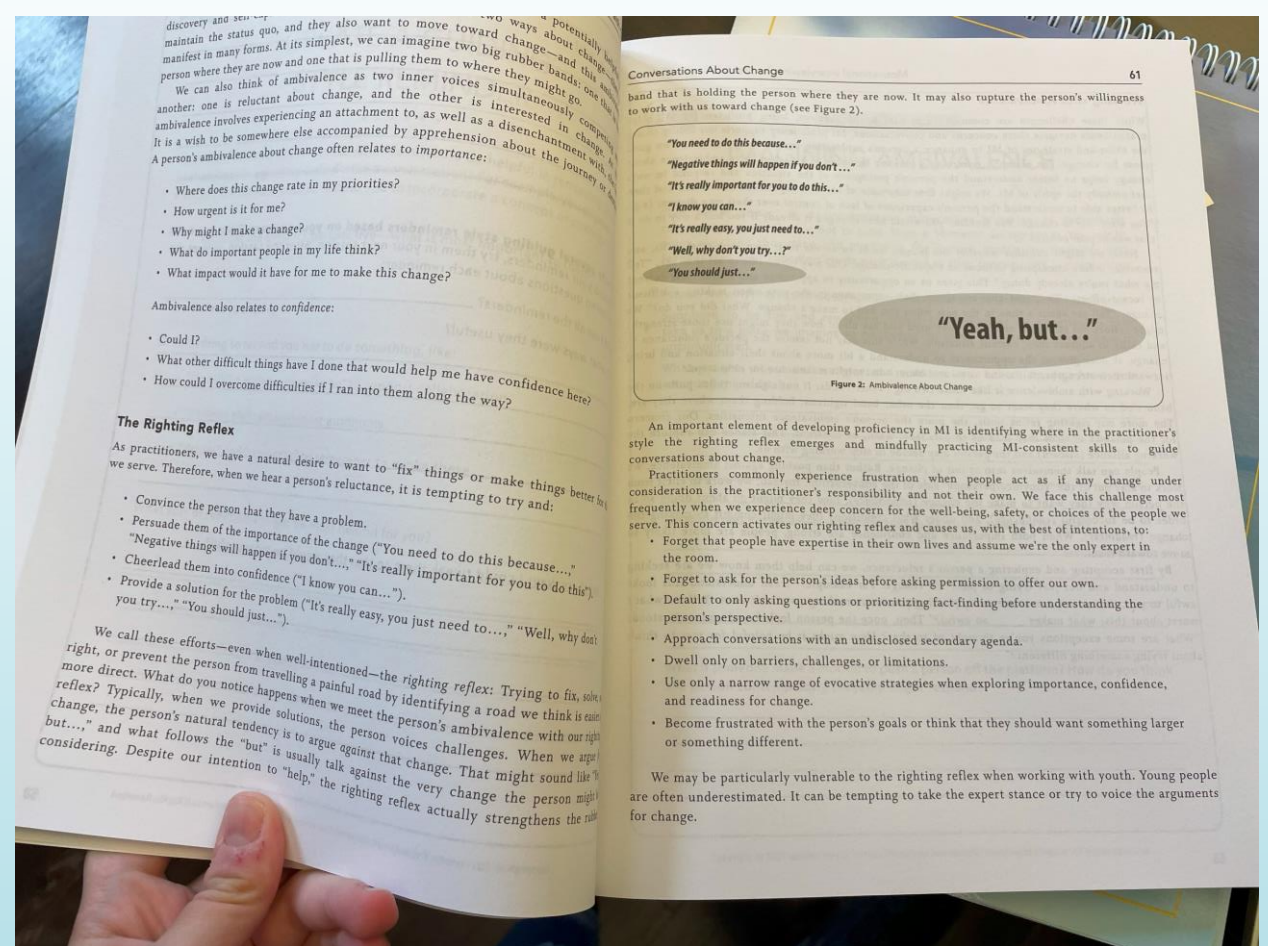 discovery and
maintain the status quo, and they also want to move toward change—and this
manifest in many forms. At its simplest, we can imagine two big rubber bands: one
person where they are now and one that is pulling them to where they might go.
We can also think of ambivalence as two inner voices simultaneously
another: one is reluctant about change, and the other is interested in change.
ambivalence involves experiencing an attachment to, as well as a disenchantment with,
It is a wish to be somewhere else accompanied by apprehension about the journey or
A person's ambivalence about change often relates to importance:
• Where does this change rate in my priorities?
• How urgent is it for me?
• Why might I make a change?
• What do important people in my life think?
• What impact would it have for me to make this change?
Ambivalence also relates to confidence:
• Could I?
• What other difficult things have I done that would help me have confidence here?
• How could I overcome difficulties if I ran into them along the way?
The Righting Reflex
As practitioners, we have a natural desire to want to "fix" things or make things better
we serve. Therefore, when we hear a person's reluctance, it is tempting to try and:
• Convince the person that they have a problem.
• Persuade them of the importance of the change ("You need to do this because...,"
"Negative things will happen if you don't...," "It's really important for you to do this").
• Cheerlead them into confidence ("I know you can...").
• Provide a solution for the problem ("It's really easy, you just need to...," "Well, why don't
you try...," "You should just...").
We call these efforts—even when well-intentioned—the righting reflex: Trying to fix,
right, or prevent the person from travelling a painful road by identifying a road we think is
more direct. What do you notice happens when we meet the person's ambivalence with our
reflex? Typically, when we provide solutions, the person voices challenges. When we
change, the person's natural tendency is to argue against that change. That might sound like
but....," and what follows the "but" is usually talk against the very change the person might
considering. Despite our intention to "help," the righting reflex actually strengthens the
Conversations About Change 61
band that is holding the person where they are now. It may also rupture the person's willingness
to work with us toward change (see Figure 2).
"You need to do this because..."
"Negative things will happen if you don't ..."
"It's really important for you to do this..."
"I know you can..."
"It's really easy, you just need to..."
"Well, why don't you try...?"
"You should just..."
"Yeah, but..."
Figure 2: Ambivalence About Change
An important element of developing proficiency in MI is identifying where in the practitioner's
style the righting reflex emerges and mindfully practicing MI-consistent skills to guide
conversations about change.
Practitioners commonly experience frustration when people act as if any change under
consideration is the practitioner's responsibility and not their own. We face this challenge most
frequently when we experience deep concern for the well-being, safety, or choices of the people we
serve. This concern activates our righting reflex and causes us, with the best of intentions, to:
• Forget that people have expertise in their own lives and assume we're the only expert in
the room.
• Forget to ask for the person's ideas before asking permission to offer our own.
• Default to only asking questions or prioritizing fact-finding before understanding the
person's perspective.
• Approach conversations with an undisclosed secondary agenda.
• Dwell only on barriers, challenges, or limitations.
• Use only a narrow range of evocative strategies when exploring importance, confidence,
and readiness for change.
• Become frustrated with the person's goals or think that they should want something larger
or something different.
We may be particularly vulnerable to the righting reflex when working with youth. Young people
are often underestimated. It can be tempting to take the expert stance or try to voice the arguments
for change.